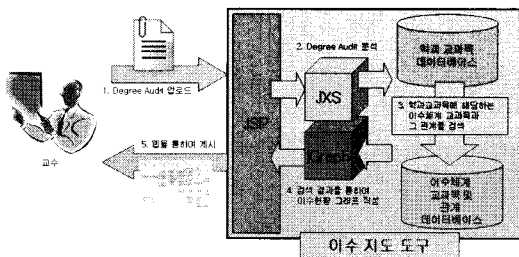 1. Degree Audit 업로드
교수
5. 웹을 통하여 게시
JSP
2. Degree Audit 분석
JXS
JGraph
4. 검색 결과를 통하여
이수현황 그래프 작성
학과 교과목
데이터베이스
3. 학과교과목에 해당하는
이수체계 교과목과
그 관계를 검색
이수체계
교과목 및
관계
데이터베이스
이수 지도 도구